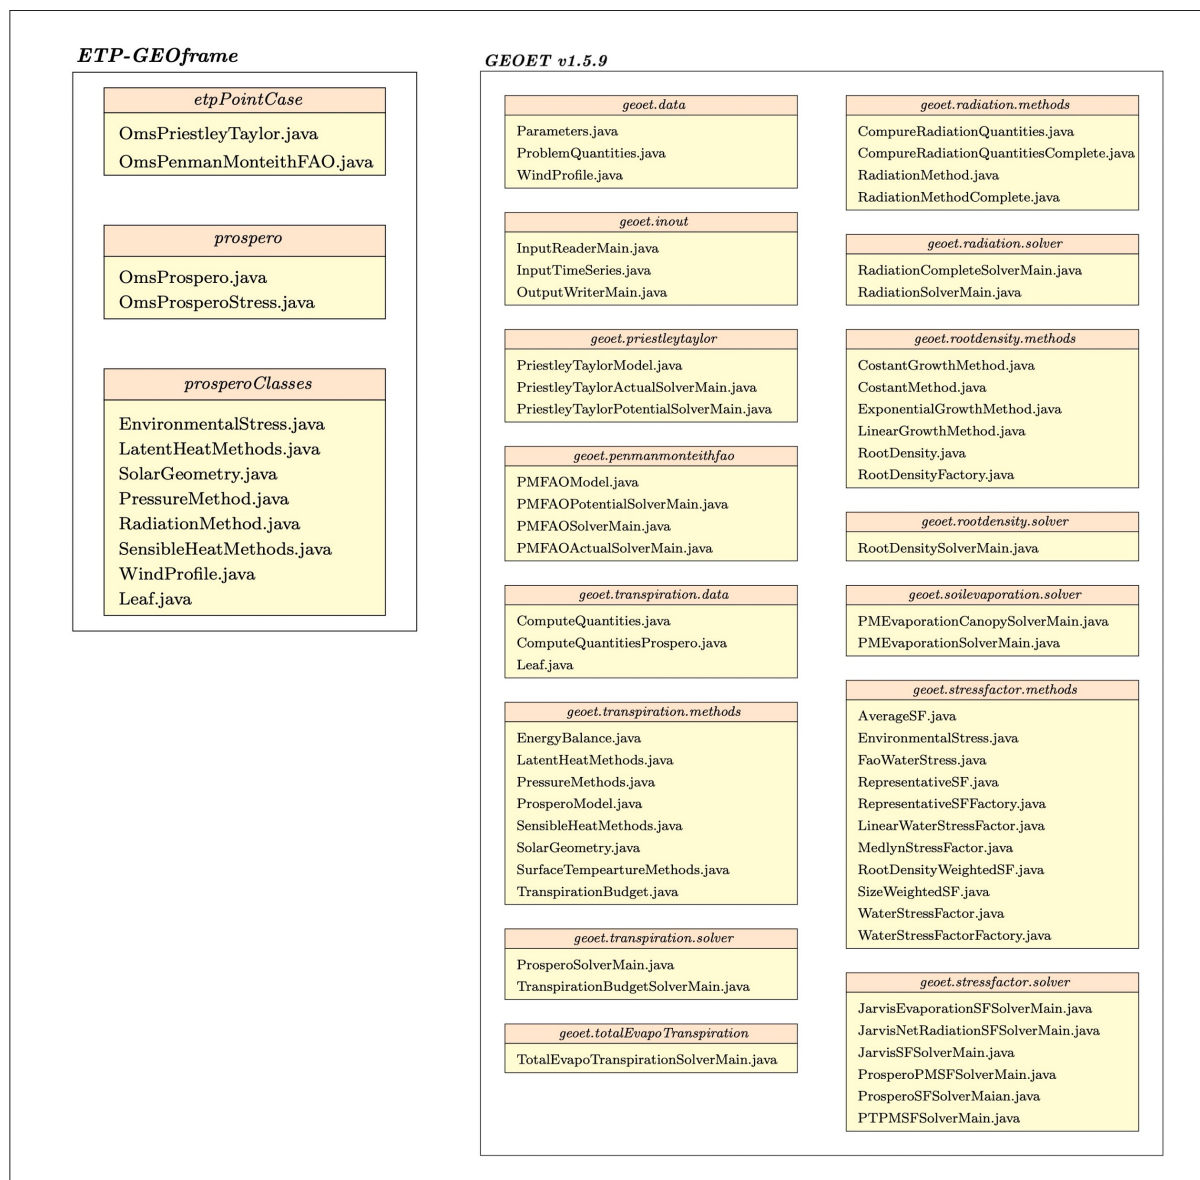 ETP-GEOframe
etpPointCase
OmsPriestleyTaylor.java
OmsPenmanMonteithFAO.java
prospero
OmsProspero.java
OmsProsperoStress.java
prosperoClasses
EnvironmentalStress.java
LatentHeatMethods.java
SolarGeometry.java
PressureMethod.java
RadiationMethod.java
SensibleHeatMethods.java
WindProfile.java
Leaf.java
GEOET v1.5.9
geoet.data
Parameters.java
ProblemQuantities.java
WindProfile.java
geoet.inout
InputReaderMain.java
InputTimeSeries.java
OutputWriterMain.java
geoet.priestleytaylor
PriestleyTaylorModel.java
PriestleyTaylorActualSolverMain.java
PriestleyTaylorPotentialSolverMain.java
geoet.penmanmonteithfao
PMFAOModel.java
PMFAOPotentialSolverMain.java
PMFAOSolverMain.java
PMFAOActualSolverMain.java
geoet.transpiration.data
ComputeQuantities.java
ComputeQuantitiesProspero.java
Leaf.java
geoet.transpiration.methods
EnergyBalance.java
LatentHeatMethods.java
PressureMethods.java
ProsperoModel.java
SensibleHeatMethods.java
SolarGeometry.java
SurfaceTempeartureMethods.java
TranspirationBudget.java
geoet.transpiration.solver
ProsperoSolverMain.java
TranspirationBudgetSolverMain.java
geoet.totalEvapoTranspiration
TotalEvapoTranspirationSolverMain.java
geoet.radiation.methods
CompureRadiationQuantities.java
CompureRadiationQuantitiesComplete.java
RadiationMethod.java
RadiationMethodComplete.java
geoet.radiation.solver
RadiationCompleteSolverMain.java
RadiationSolverMain.java
geoet.rootdensity.methods
CostantGrowthMethod.java
CostantMethod.java
ExponentialGrowthMethod.java
LinearGrowthMethod.java
RootDensity.java
RootDensityFactory.java
geoet.rootdensity.solver
RootDensitySolverMain.java
geoet.soilevaporation.solver
PMEvaporationCanopySolverMain.java
PMEvaporationSolverMain.java
geoet.stressfactor.methods
AverageSF.java
EnvironmentalStress.java
FaoWaterStress.java
RepresentativeSF.java
RepresentativeSFFactory.java
LinearWaterStressFactor.java
MedlynStressFactor.java
RootDensityWeightedSF.java
SizeWeightedSF.java
WaterStressFactor.java
WaterStressFactorFactory.java
geoet.stressfactor.solver
JarvisEvaporationSFSolverMain.java
JarvisNetRadiationSFSolverMain.java
JarvisSFSolverMain.java
ProsperoPMSFSolverMain.java
ProsperoSFSolverMaian.java
PTPMSFSolverMain.java